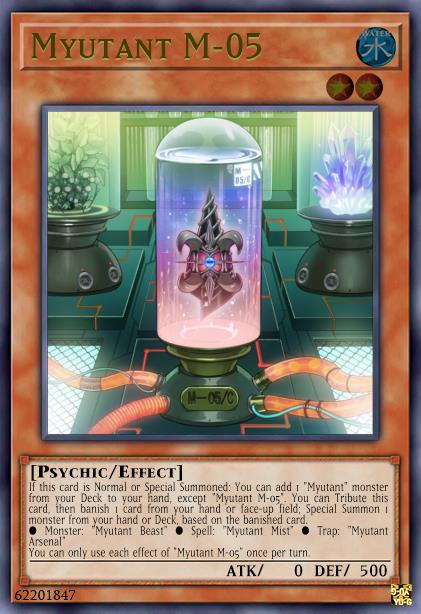 MYUTANT M-05
WATER
水
M-
05/C
M-05/C
[PSYCHIC/EFFECT]
If this card is Normal or Special Summoned: You can add 1 "Myutant" monster
from your Deck to your hand, except "Myutant M-05". You can Tribute this
card, then banish 1 card from your hand or face-up field; Special Summon 1
monster from your hand or Deck, based on the banished card.
● Monster: "Myutant Beast" ● Spell: "Myutant Mist" ● Trap: "Myutant
Arsenal"
You can only use each effect of "Myutant M-05" once per turn.
ATK/ 0 DEF/ 500
62201847